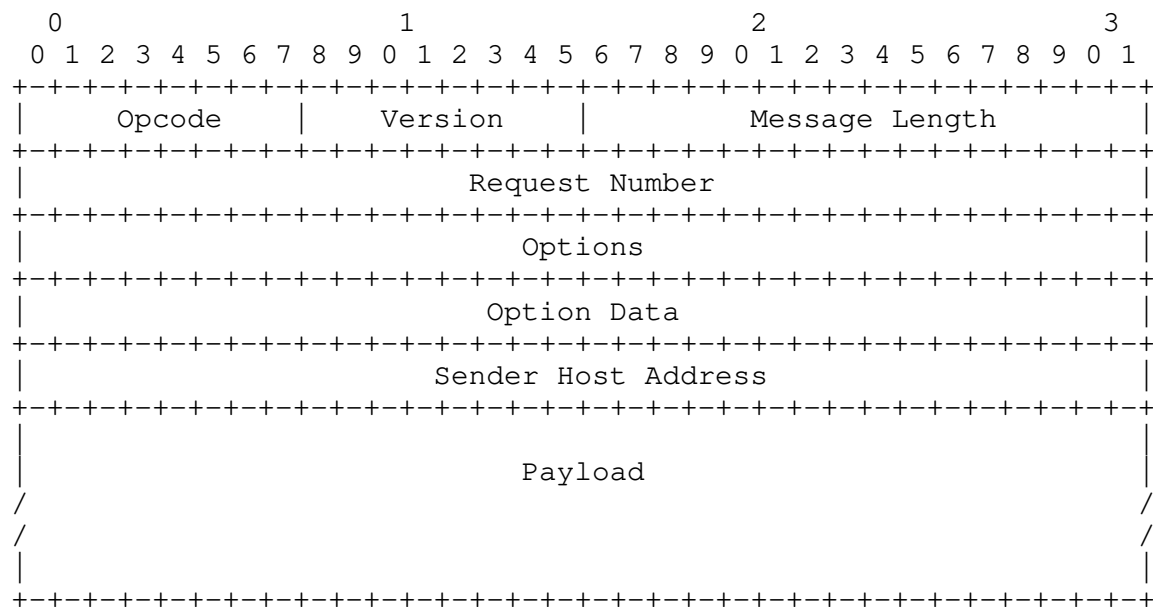 0 1 2 3
0 1 2 3 4 5 6 7 8 9 0 1 2 3 4 5 6 7 8 9 0 1 2 3 4 5 6 7 8 9 0 1
+-+-+-+-+-+-+-+-+-+-+-+-+-+-+-+-+-+-+-+-+-+-+-+-+-+-+-+-+-+-+-+-+
| Opcode | Version | Message Length |
+-+-+-+-+-+-+-+-+-+-+-+-+-+-+-+-+-+-+-+-+-+-+-+-+-+-+-+-+-+-+-+-+
| Request Number |
+-+-+-+-+-+-+-+-+-+-+-+-+-+-+-+-+-+-+-+-+-+-+-+-+-+-+-+-+-+-+-+-+
| Options |
+-+-+-+-+-+-+-+-+-+-+-+-+-+-+-+-+-+-+-+-+-+-+-+-+-+-+-+-+-+-+-+-+
| Option Data |
+-+-+-+-+-+-+-+-+-+-+-+-+-+-+-+-+-+-+-+-+-+-+-+-+-+-+-+-+-+-+-+-+
| Sender Host Address |
+-+-+-+-+-+-+-+-+-+-+-+-+-+-+-+-+-+-+-+-+-+-+-+-+-+-+-+-+-+-+-+-+
| |
| Payload |
/ /
/ /
| |
+-+-+-+-+-+-+-+-+-+-+-+-+-+-+-+-+-+-+-+-+-+-+-+-+-+-+-+-+-+-+-+-+